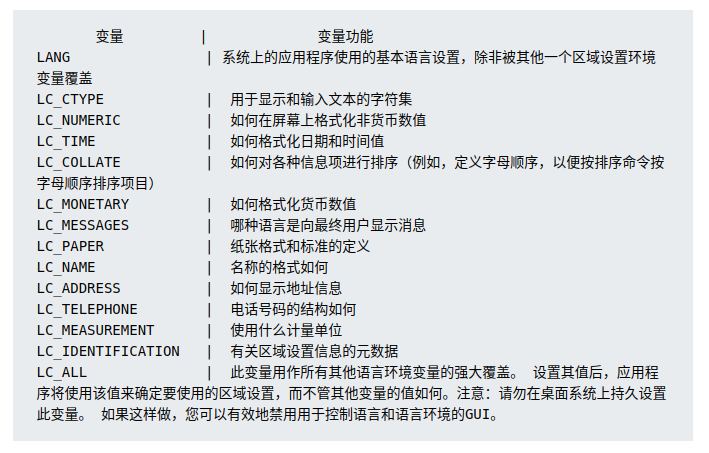 变量 | 变量功能
LANG | 系统上的应用程序使用的基本语言设置，除非被其他一个区域设置环境
变量覆盖
LC_CTYPE | 用于显示和输入文本的字符集
LC_NUMERIC | 如何在屏幕上格式化非货币数值
LC_TIME | 如何格式化日期和时间值
LC_COLLATE | 如何对各种信息项进行排序（例如，定义字母顺序，以便按排序命令按
字母顺序排序项目）
LC_MONETARY | 如何格式化货币数值
LC_MESSAGES | 哪种语言是向最终用户显示消息
LC_PAPER | 纸张格式和标准的定义
LC_NAME | 名称的格式如何
LC_ADDRESS | 如何显示地址信息
LC_TELEPHONE | 电话号码的结构如何
LC_MEASUREMENT | 使用什么计量单位
LC_IDENTIFICATION | 有关区域设置信息的元数据
LC_ALL | 此变量用作所有其他语言环境变量的强大覆盖。 设置其值后，应用程
序将使用该值来确定要使用的区域设置，而不管其他变量的值如何。注意：请勿在桌面系统上持久设置
此变量。 如果这样做，您可以有效地禁用用于控制语言和语言环境的GUI。